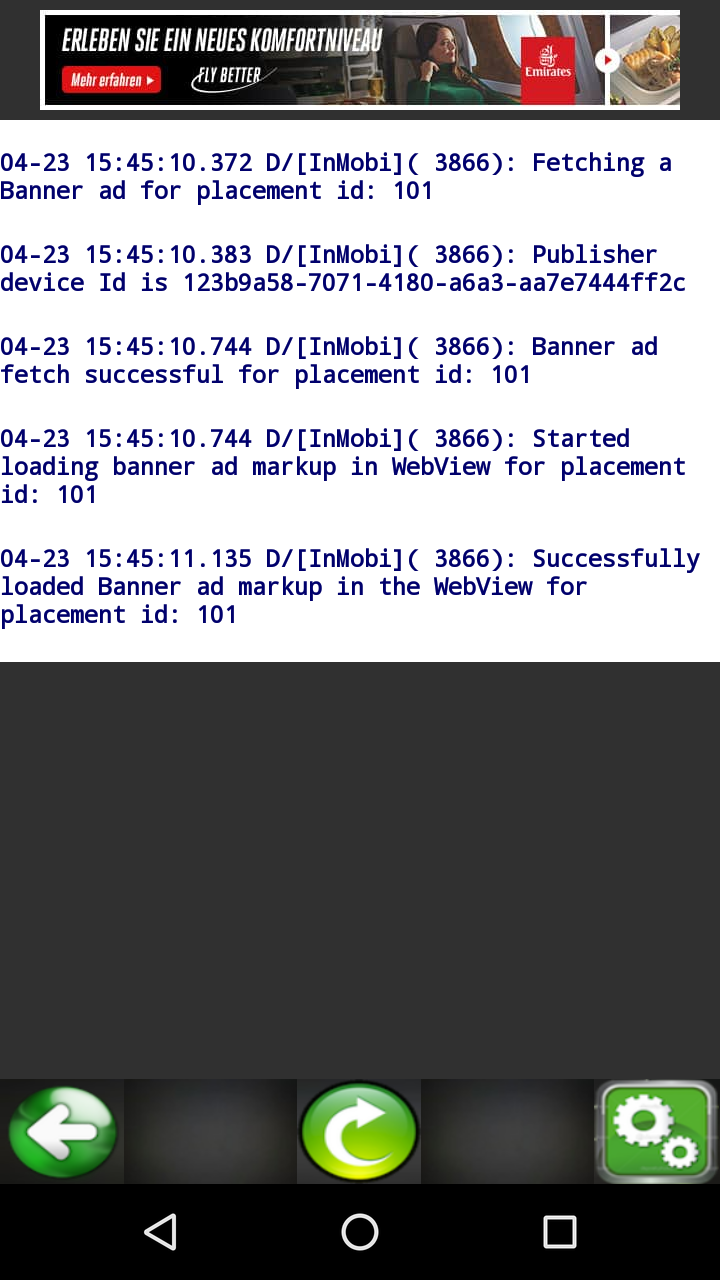 ERLEBEN SIE EIN NEUES KOMFORTNIVEAU
Mehr erfahren
FLY BETTER
Emirates
04-23 15:45:10.372 D/[InMobi]( 3866): Fetching a
Banner ad for placement id: 101
04-23 15:45:10.383 D/[InMobi]( 3866): Publisher
device Id is 123b9a58-7071-4180-a6a3-aa7e7444ff2c
04-23 15:45:10.744 D/[InMobi]( 3866): Banner ad
fetch successful for placement id: 101
04-23 15:45:10.744 D/[InMobi]( 3866): Started
loading banner ad markup in WebView for placement
id: 101
04-23 15:45:11.135 D/[InMobi]( 3866): Successfully
loaded Banner ad markup in the WebView for
placement id: 101